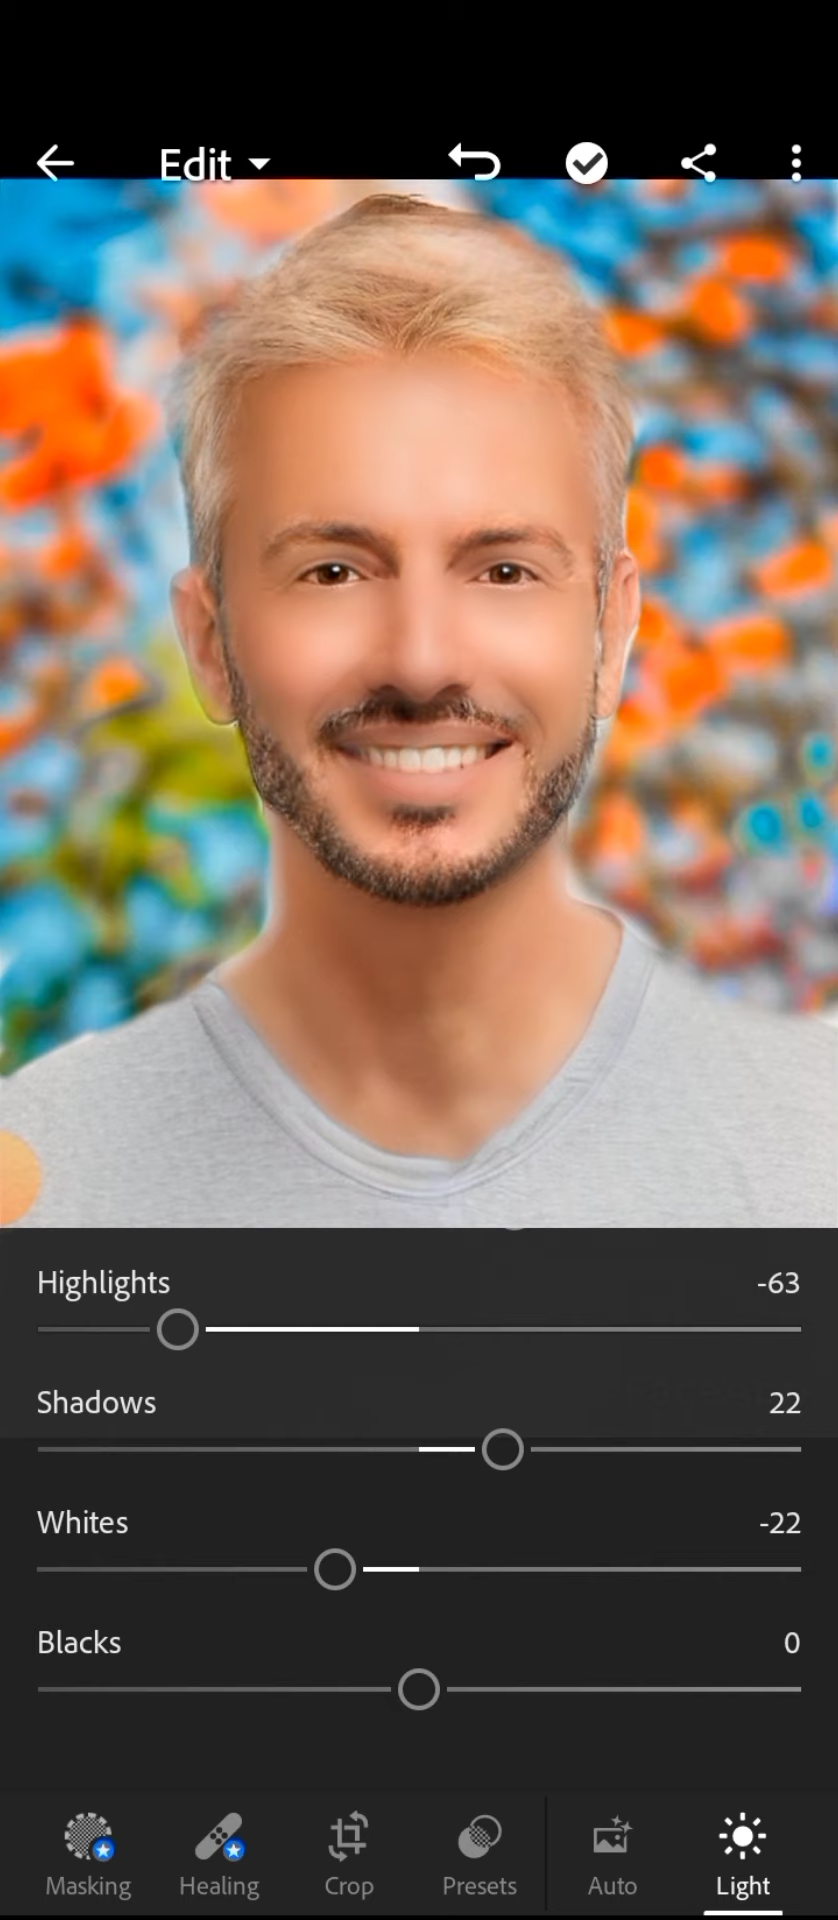 Edit
Highlights -63
Shadows 22
Whites -22
Blacks 0
Masking Healing Crop Presets Auto Light